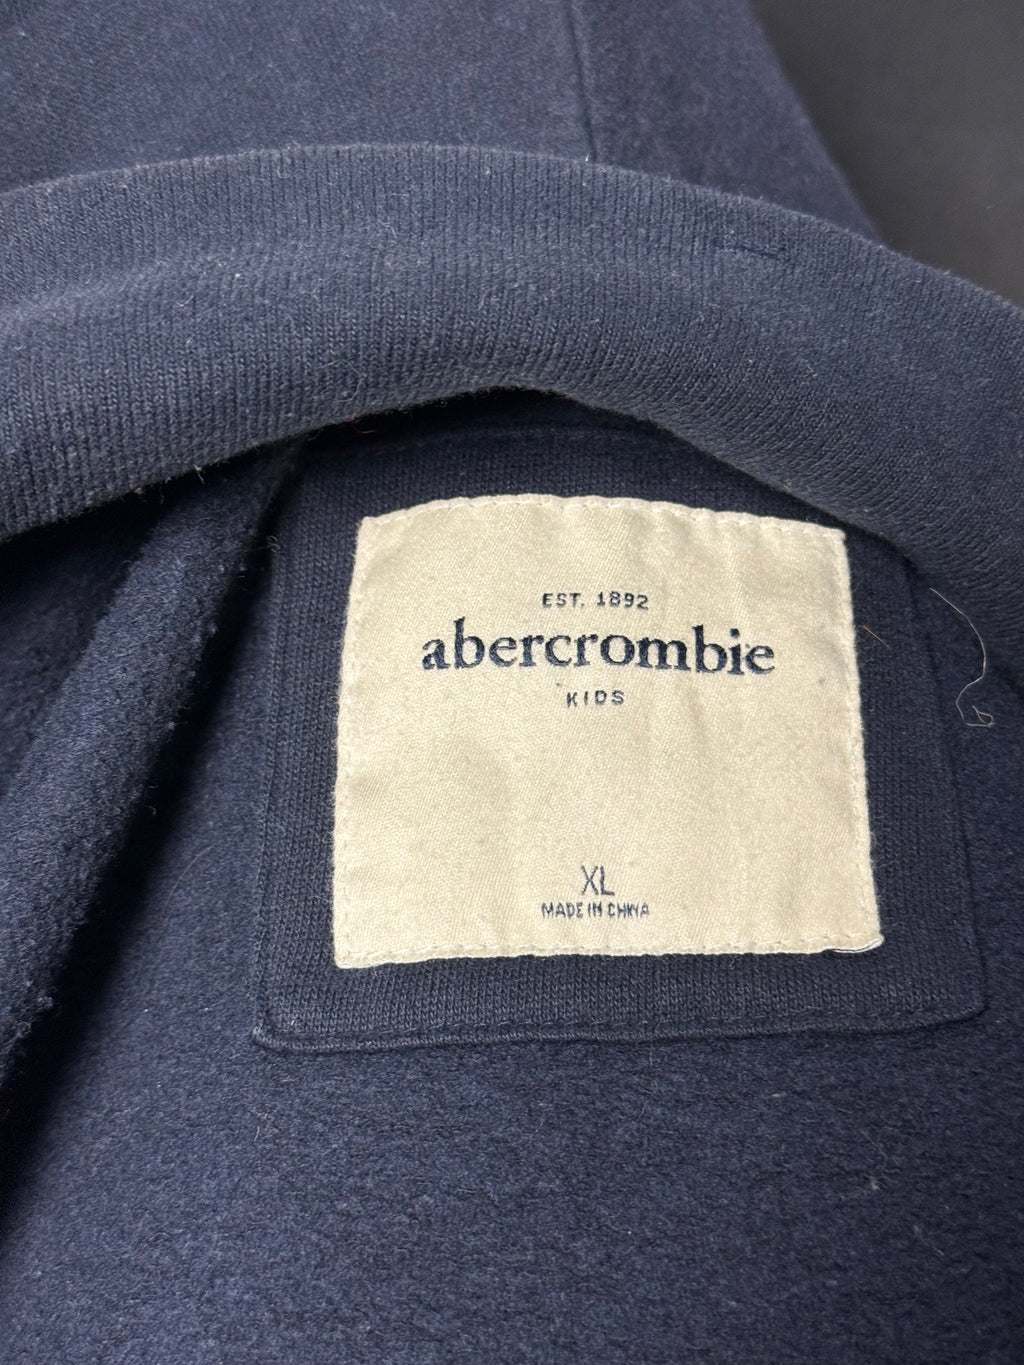 EST. 1892
abercrombie
KIDS
XL
MADE IN CHINA